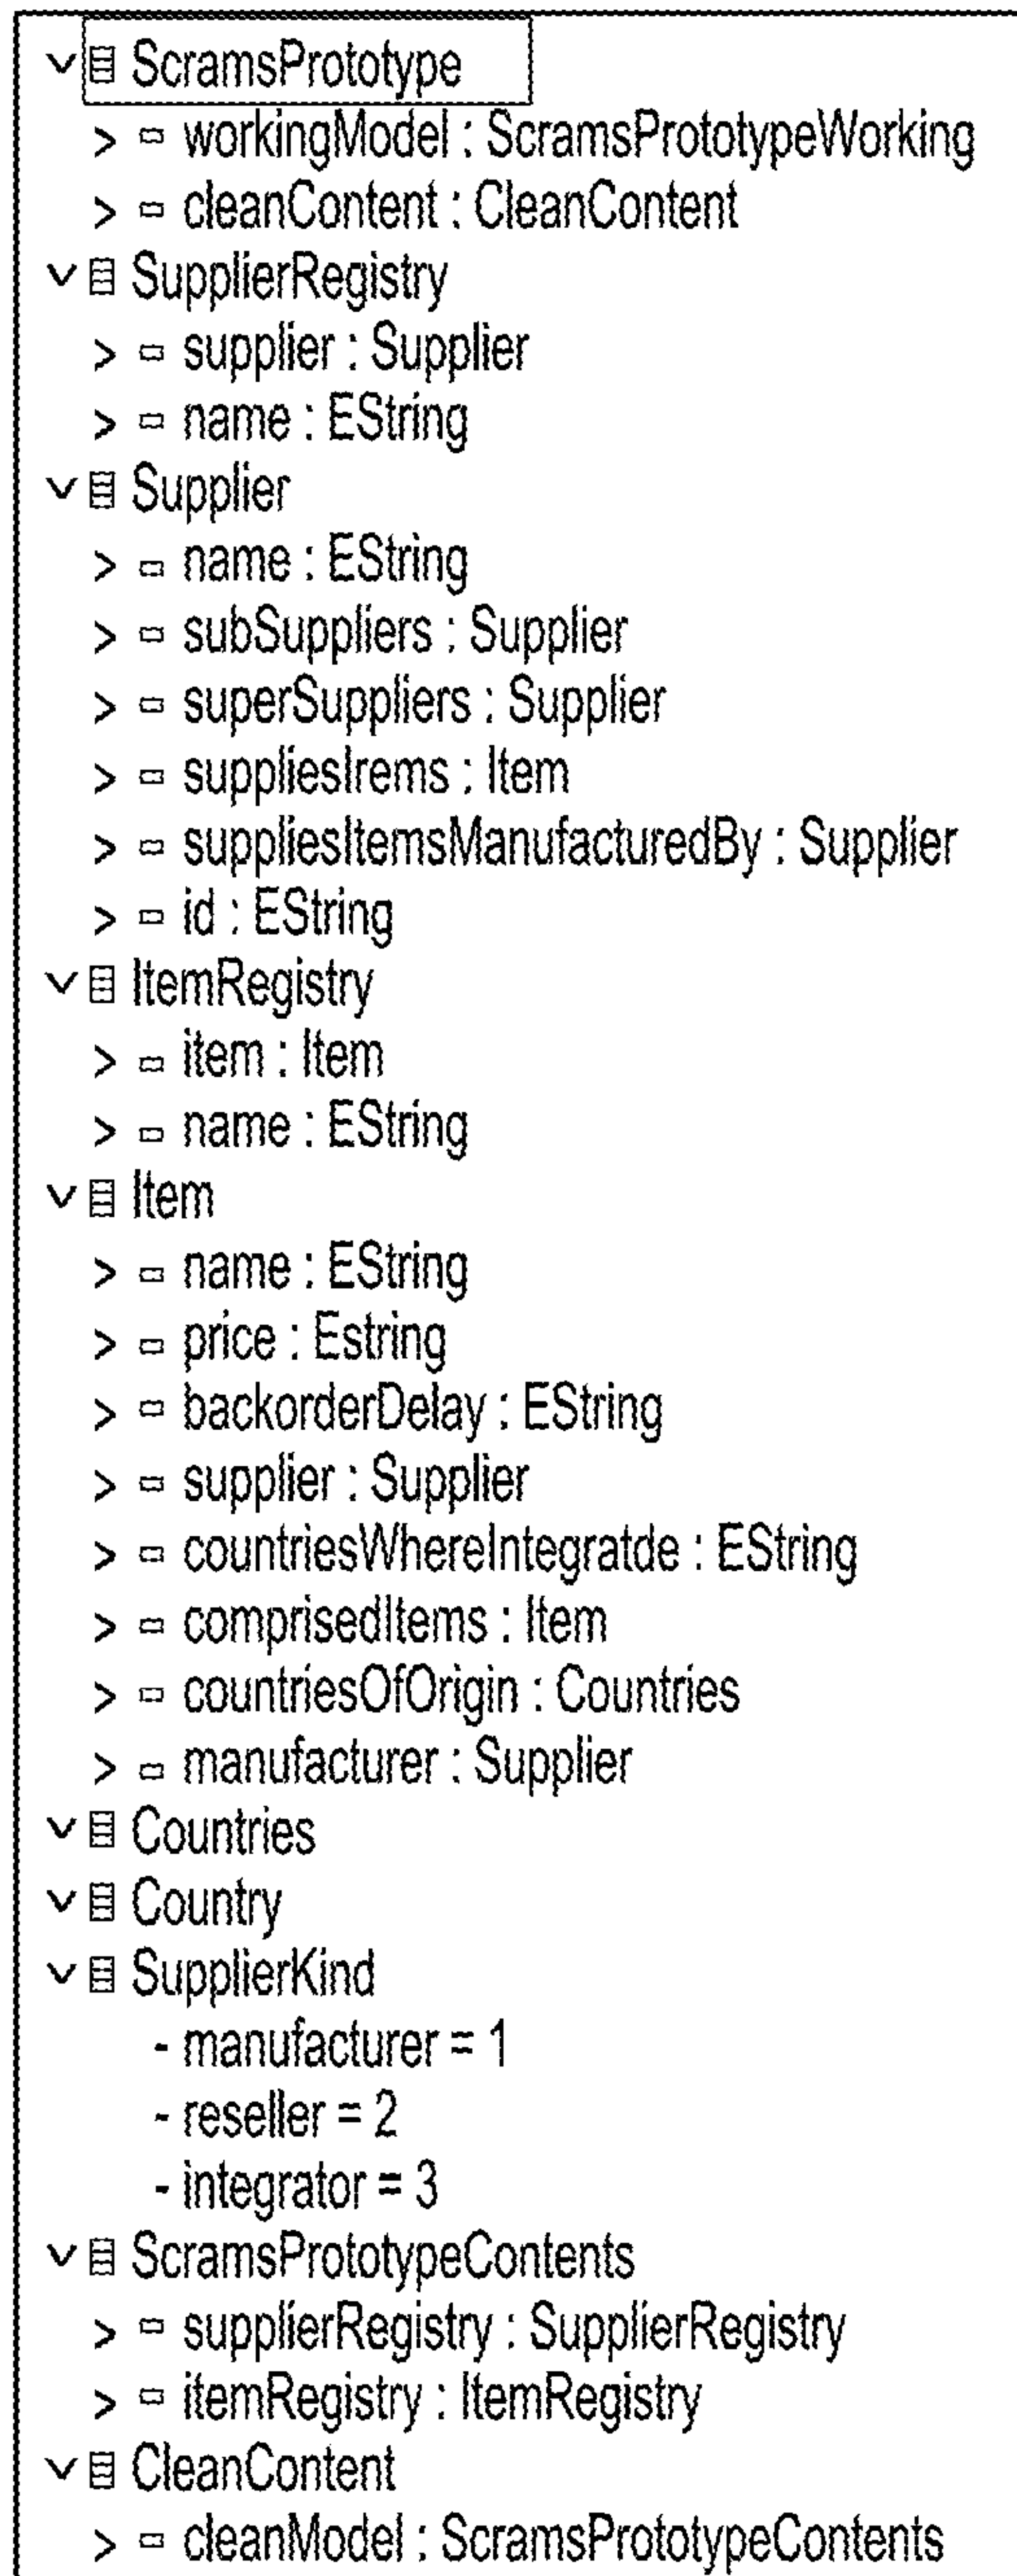 ScramsPrototype
workingModel : ScramsPrototypeWorking
cleanContent : CleanContent
SupplierRegistry
supplier : Supplier
name : EString
Supplier
name : EString
subSuppliers : Supplier
superSuppliers : Supplier
suppliesIrems : Item
suppliesItemsManufacturedBy : Supplier
id : EString
ItemRegistry
item : Item
name : EString
Item
name : EString
price : Estring
backorderDelay : EString
supplier : Supplier
countriesWhereIntegratde : EString
comprisedItems : Item
countriesOfOrigin : Countries
manufacturer : Supplier
Countries
Country
SupplierKind
- manufacturer = 1
- reseller = 2
- integrator = 3
ScramsPrototypeContents
supplierRegistry : SupplierRegistry
itemRegistry : ItemRegistry
CleanContent
cleanModel : ScramsPrototypeContents